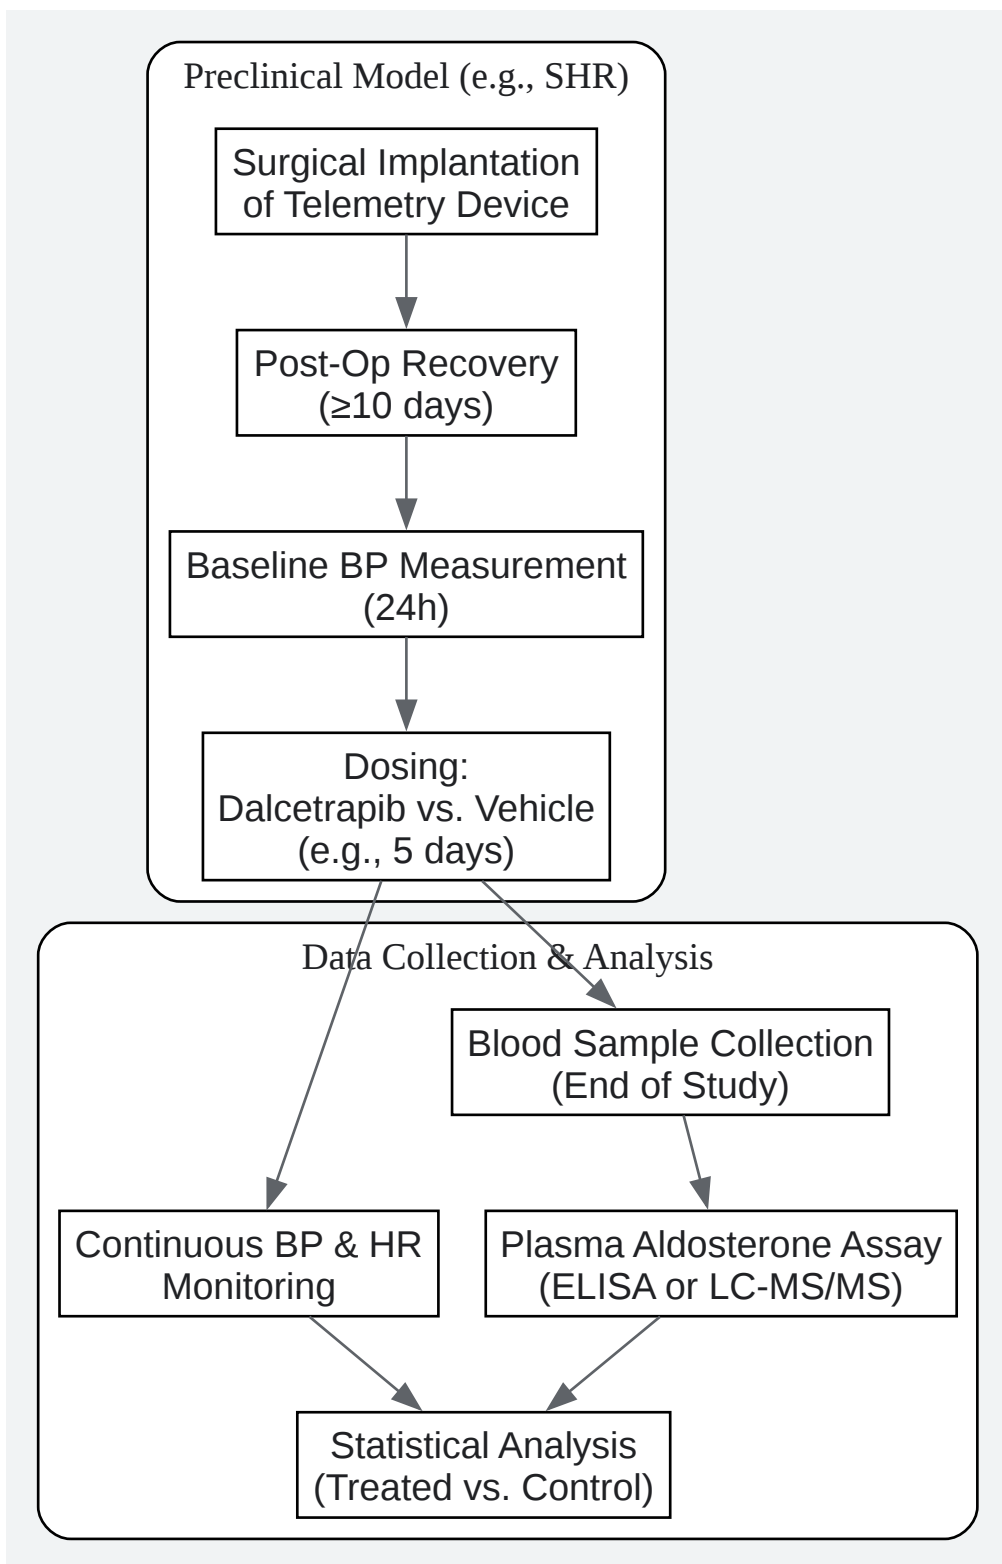 Preclinical Model (e.g., SHR)
Surgical Implantation
of Telemetry Device
Post-Op Recovery
(≥10 days)
Baseline BP Measurement
(24h)
Dosing:
Dalcetrapib vs. Vehicle
(e.g., 5 days)
Data Collection & Analysis
Blood Sample Collection
(End of Study)
Continuous BP & HR
Monitoring
Plasma Aldosterone Assay
(ELISA or LC-MS/MS)
Statistical Analysis
(Treated vs. Control)